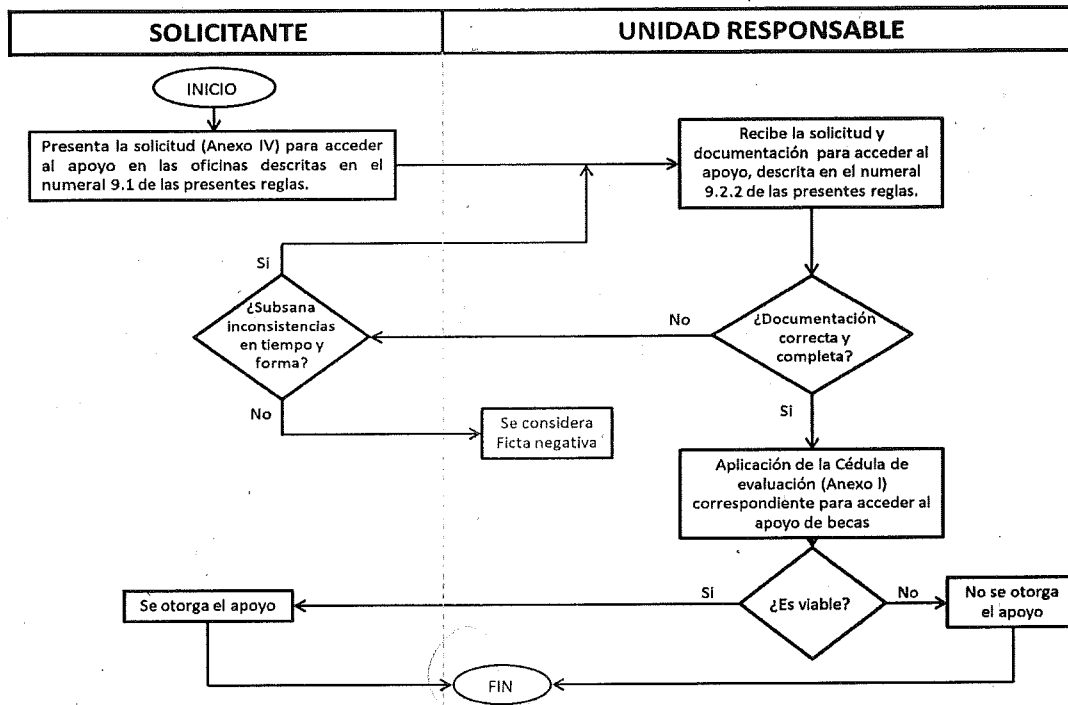 SOLICITANTE
UNIDAD RESPONSABLE
INICIO
Presenta la solicitud (Anexo IV) para acceder
al apoyo en las oficinas descritas en el
numeral 9.1 de las presentes reglas.
Recibe la solicitud y
documentación para acceder al
apoyo, descrita en el numeral
9.2.2 de las presentes reglas.
Si
¿Subsana
inconsistencias
en tiempo y
forma?
No
¿Documentación
correcta y
completa?
No
Se considera
Ficta negativa
Si
Aplicación de la Cédula de
evaluación (Anexo I)
correspondiente para acceder al
apoyo de becas
Se otorga el apoyo
Si
¿Es viable?
No
No se otorga
el apoyo
FIN